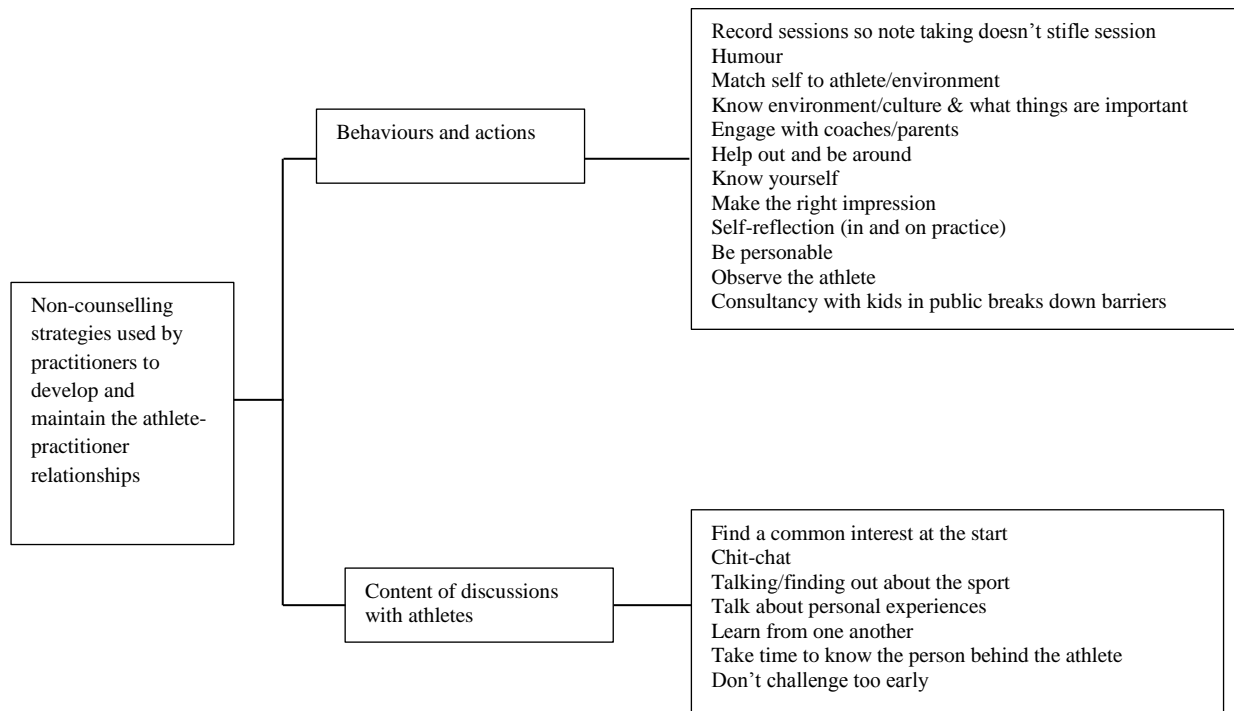 Non-counselling
strategies used by
practitioners to
develop and
maintain the athlete-
practitioner
relationships
Behaviours and actions
Record sessions so note taking doesn’t stifle session
Humour
Match self to athlete/environment
Know environment/culture & what things are important
Engage with coaches/parents
Help out and be around
Know yourself
Make the right impression
Self-reflection (in and on practice)
Be personable
Observe the athlete
Consultancy with kids in public breaks down barriers
Content of discussions
with athletes
Find a common interest at the start
Chit-chat
Talking/finding out about the sport
Talk about personal experiences
Learn from one another
Take time to know the person behind the athlete
Don’t challenge too early